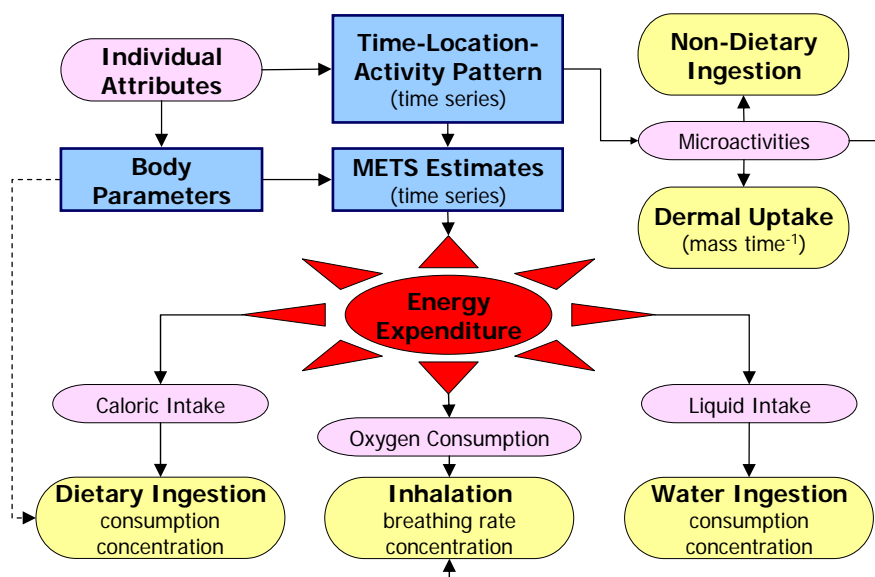 Individual
Attributes
Time-Location-
Activity Pattern
(time series)
Non-Dietary
Ingestion
Microactivities
Body
Parameters
METS Estimates
(time series)
Dermal Uptake
(mass time⁻¹)
Energy
Expenditure
Caloric Intake
Oxygen Consumption
Liquid Intake
Dietary Ingestion
consumption
concentration
Inhalation
breathing rate
concentration
Water Ingestion
consumption
concentration